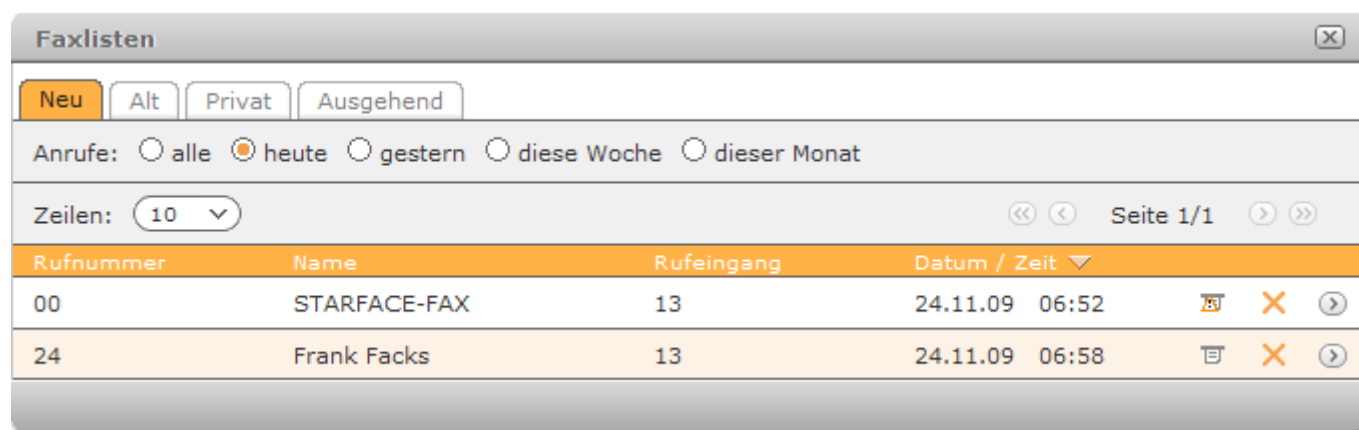 Faxlisten
Neu Alt Privat Ausgehend
Anrufe: alle heute gestern diese Woche dieser Monat
Zeilen: 10 Seite 1/1
Rufnummer Name Rufeingang Datum / Zeit
00 STARFACE-FAX 13 24.11.09 06:52
24 Frank Facks 13 24.11.09 06:58